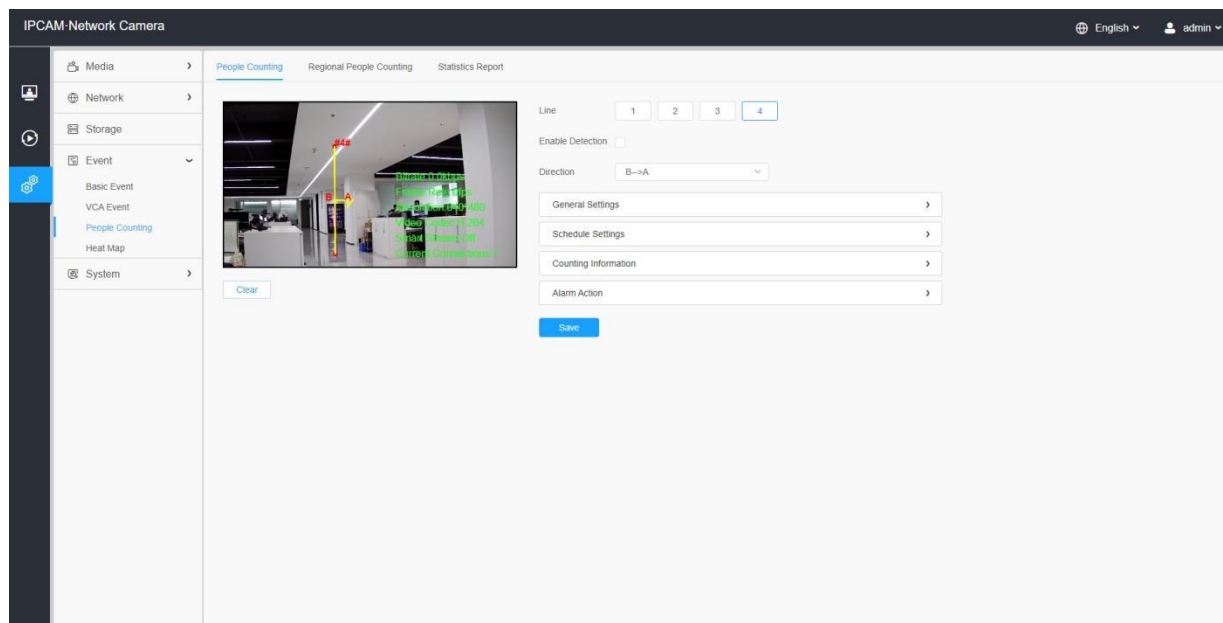 IPCAM-Network Camera
English
admin
Media
Network
Storage
Event
Basic Event
VCA Event
People Counting
Heat Map
System
People Counting
Regional People Counting
Statistics Report
#4#
B A
Clear
Line 1 2 3 4
Enable Detection
Direction B-->A
General Settings
Schedule Settings
Counting Information
Alarm Action
Save